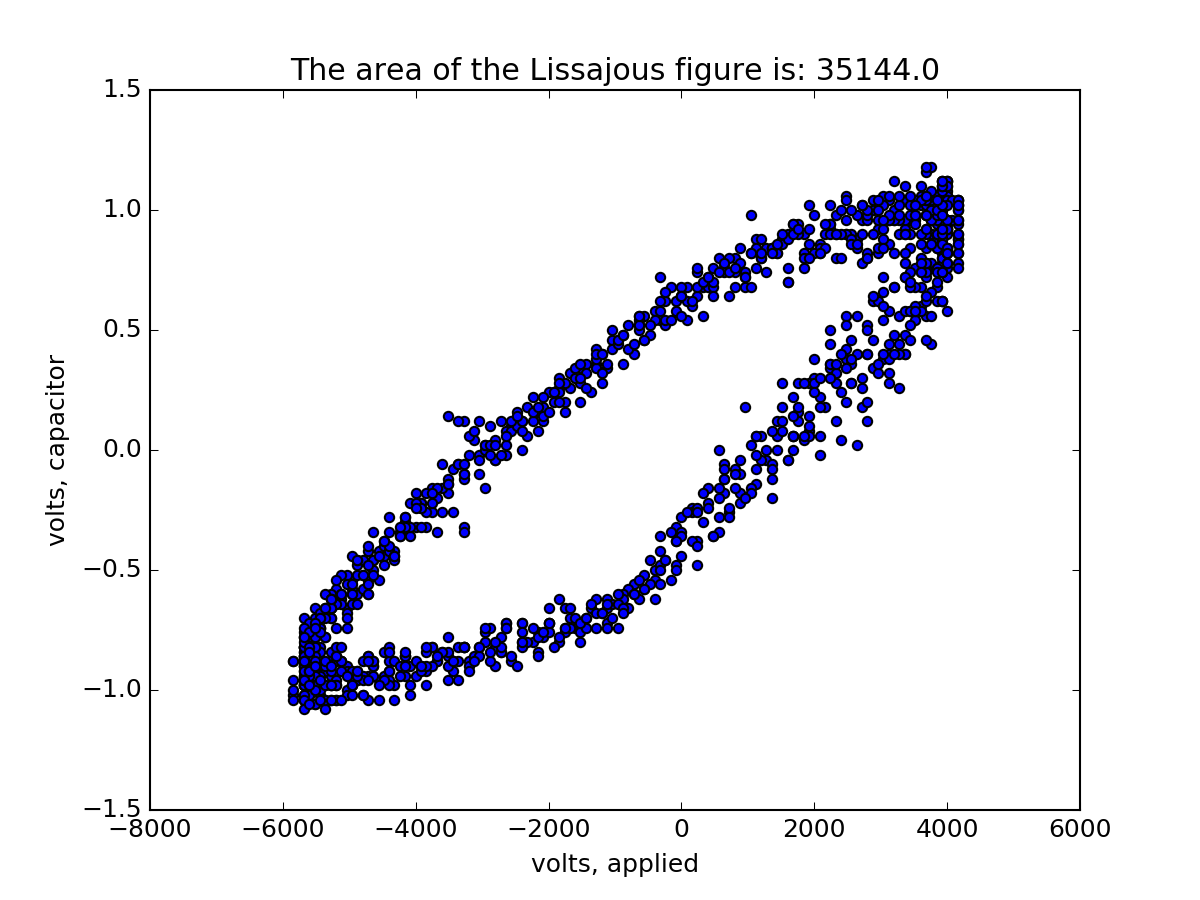 The area of the Lissajous figure is: 35144.0
1.5
1.0
0.5
0.0
−0.5
−1.0
−1.5
volts, capacitor
−8000 −6000 −4000 −2000 0 2000 4000 6000
volts, applied